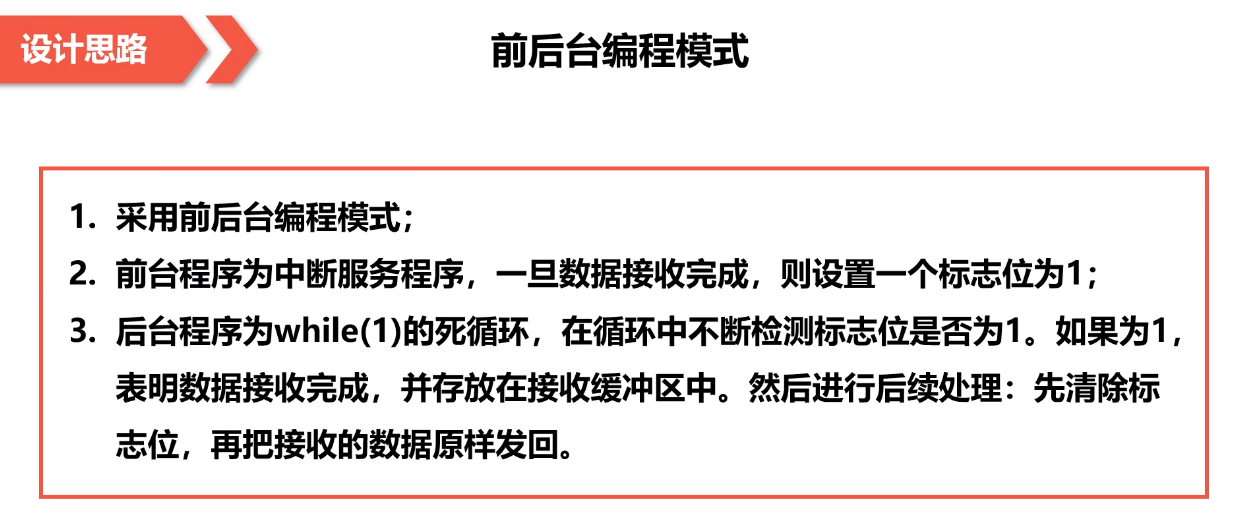 设计思路
前后台编程模式
1. 采用前后台编程模式；
2. 前台程序为中断服务程序，一旦数据接收完成，则设置一个标志位为1；
3. 后台程序为while(1)的死循环，在循环中不断检测标志位是否为1。如果为1，
表明数据接收完成，并存放在接收缓冲区中。然后进行后续处理：先清除标
志位，再把接收的数据原样发回。